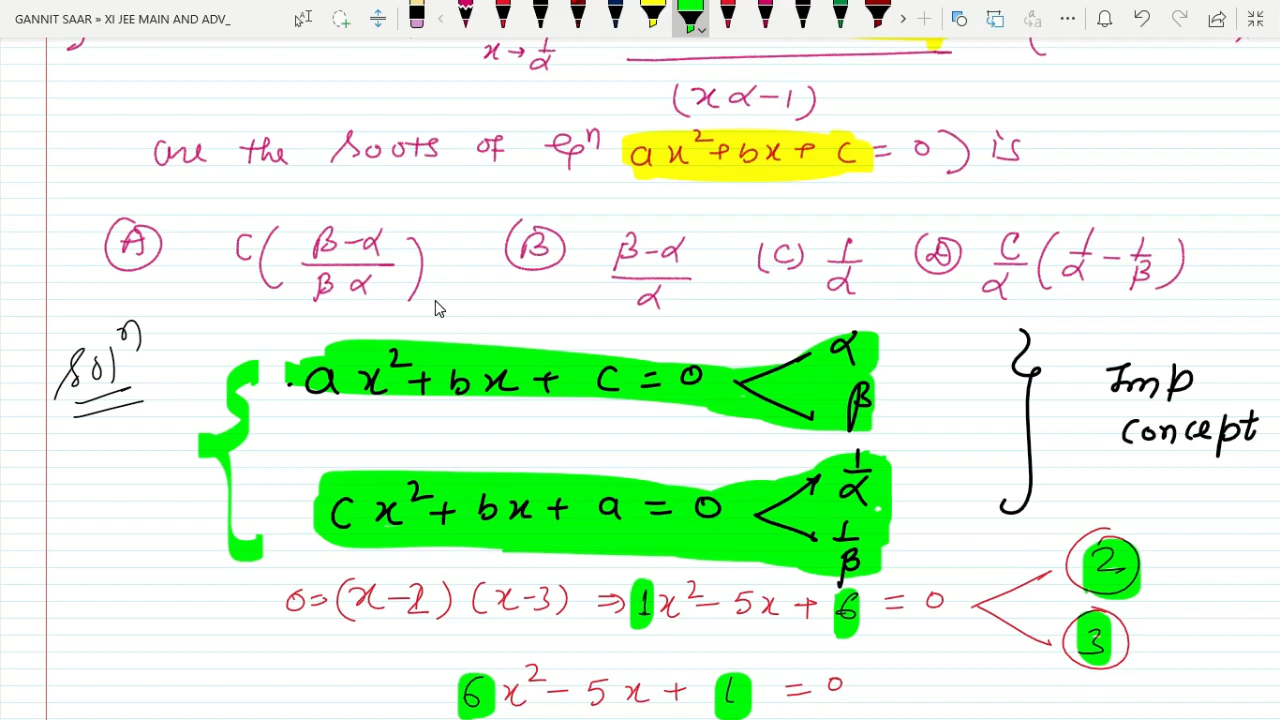 GANNIT SAAR » XI JEE MAIN AND ADV_
x → 1/α
(xα-1)
are the roots of eqⁿ ax²+bx+c=0) is
(A) C((β-α)/(βα)) (B) (β-α)/α (C) 1/α (D) C/α(1/α - 1/β)
Solⁿ
ax²+bx+c=0 < α β
Imp
concept
cx²+bx+a=0 < 1/α 1/β
0=(x-2)(x-3) ⇒ 1x²-5x+6=0 < 2 3
6x²-5x+1=0